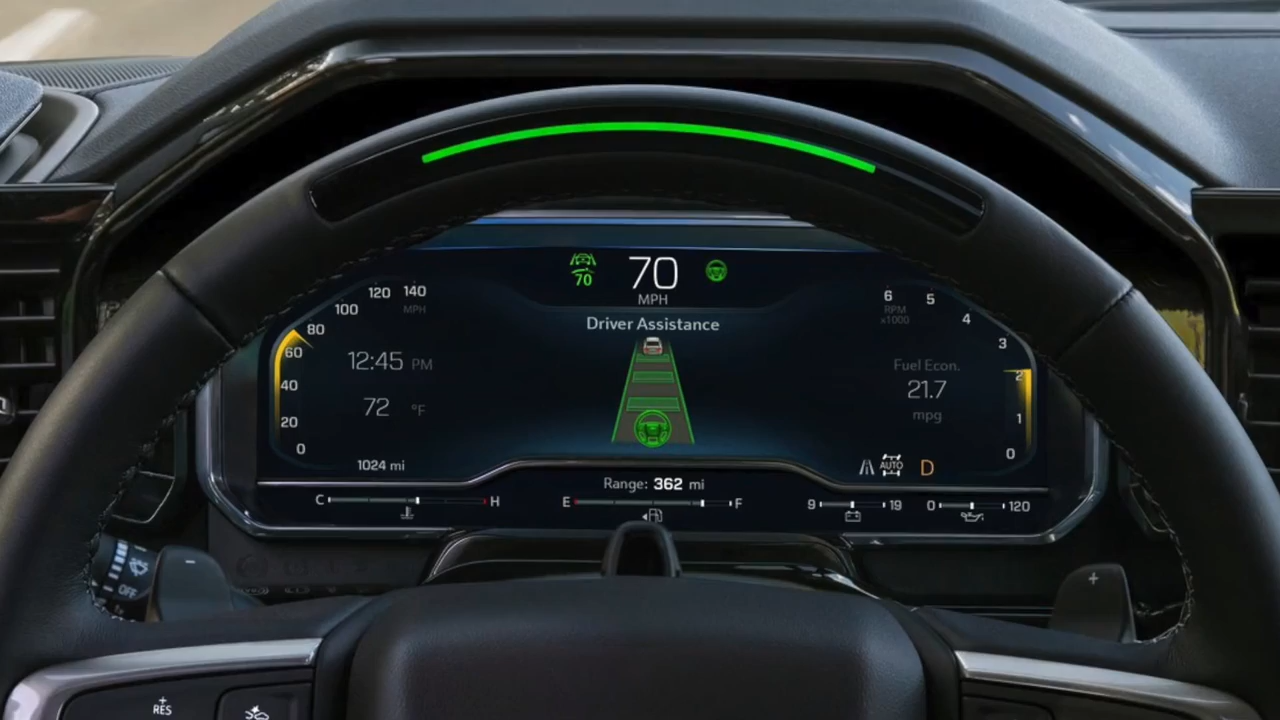 70
70
MPH
Driver Assistance
120 140
MPH
100
80
60
40
20
0
12:45 PM
72 °F
1024 mi
6
5
RPM
x1000
4
3
2
1
0
Fuel Econ.
21.7
mpg
AUTO
D
Range: 362 mi
C H
E F
9 19
0 120
OFF
-
+
+
RES